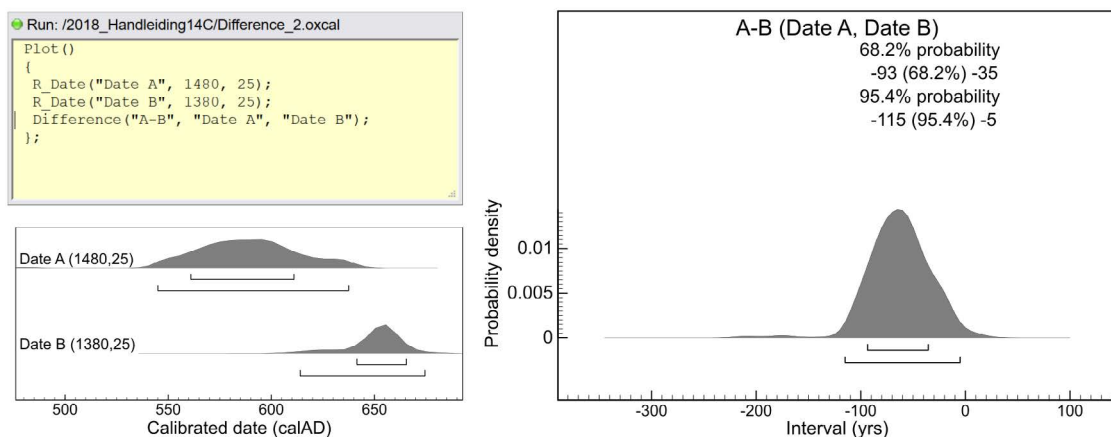 Run: /2018_Handleiding14C/Difference_2.oxcal
Plot()
{
R_Date("Date A", 1480, 25);
R_Date("Date B", 1380, 25);
Difference("A-B", "Date A", "Date B");
};
Date A (1480,25)
Date B (1380,25)
500 550 600 650
Calibrated date (calAD)
A-B (Date A, Date B)
68.2% probability
-93 (68.2%) -35
95.4% probability
-115 (95.4%) -5
Probability density
0.01
0.005
0
-300 -200 -100 0 100
Interval (yrs)